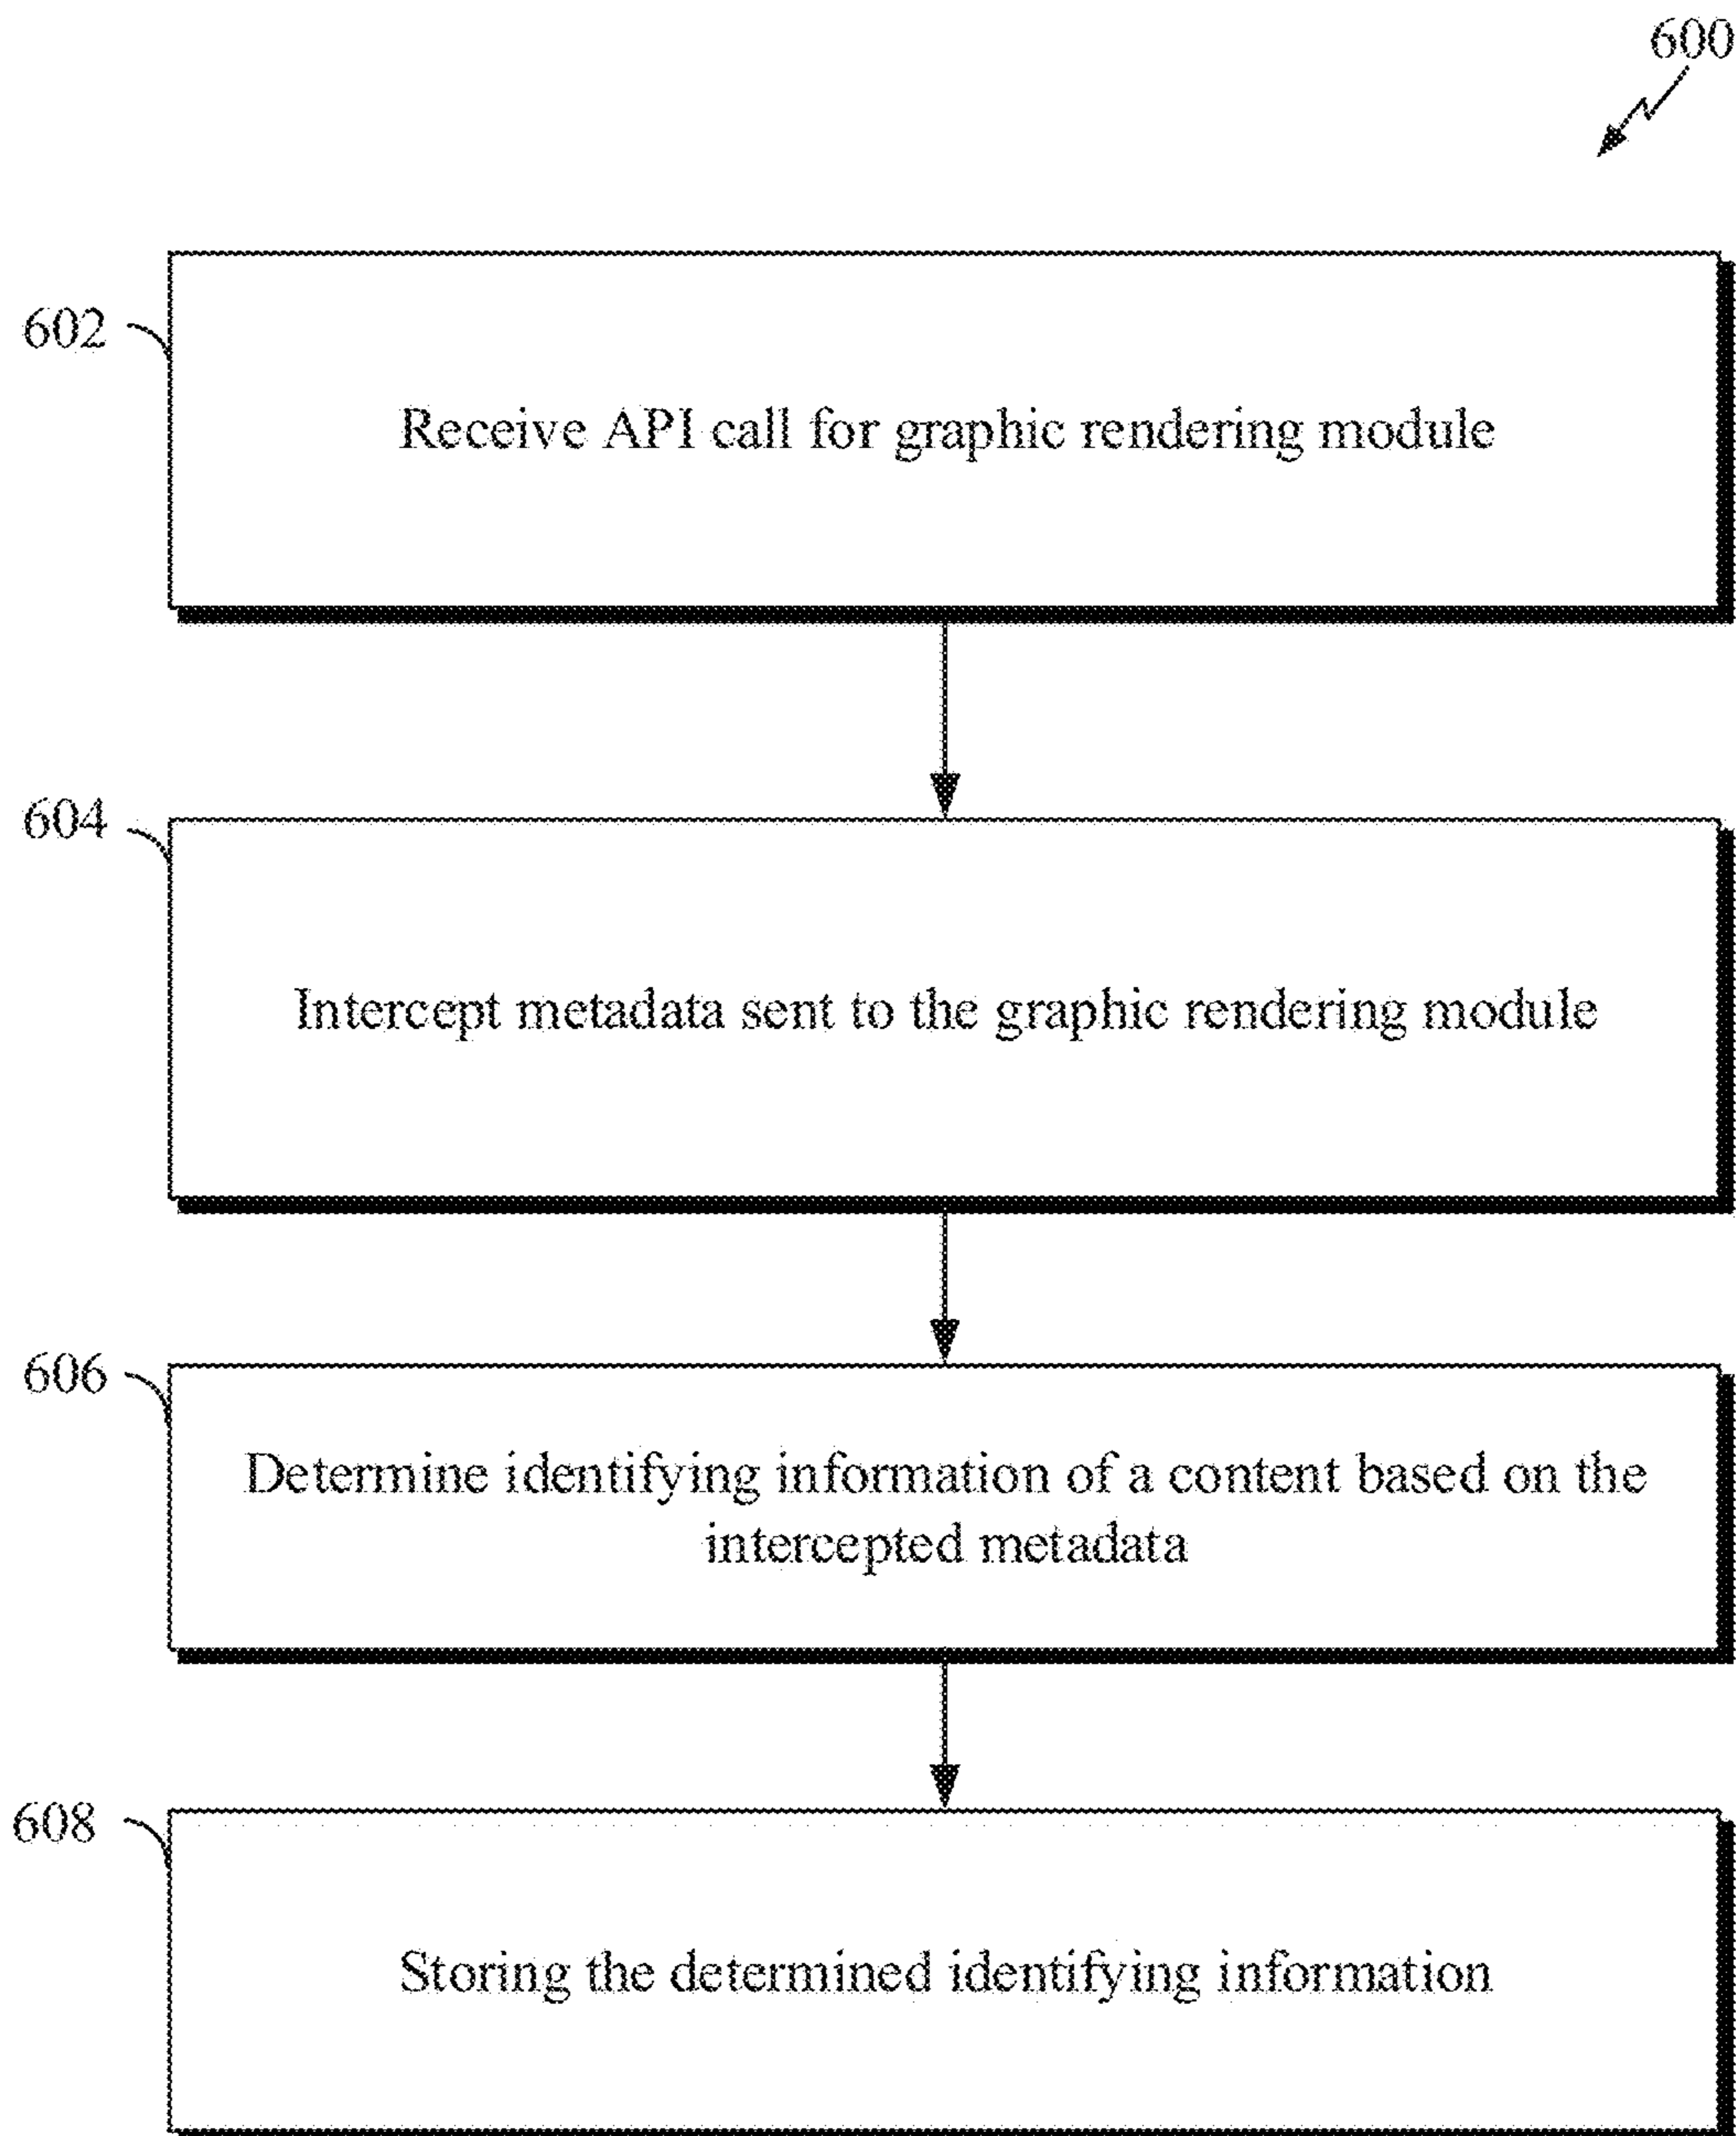 600
602
Receive API call for graphic rendering module
604
Intercept metadata sent to the graphic rendering module
606
Determine identifying information of a content based on the
intercepted metadata
608
Storing the determined identifying information